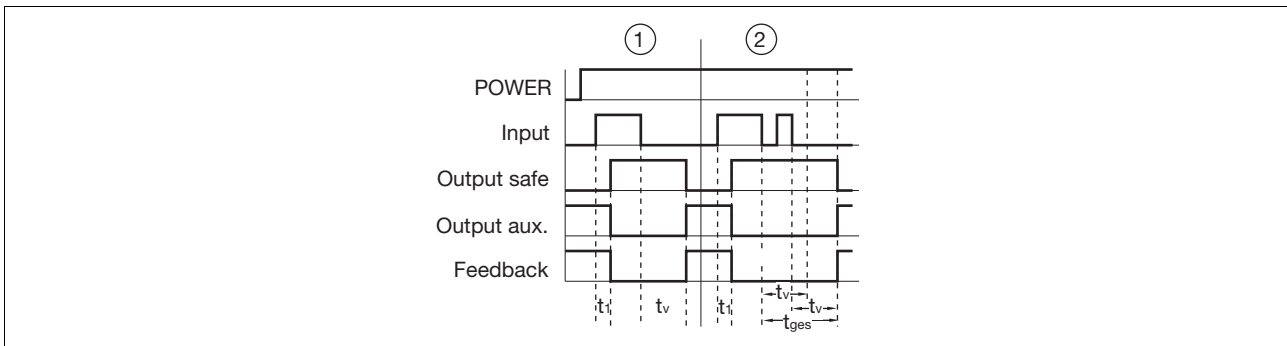 ① ②
POWER
Input
Output safe
Output aux.
Feedback
t1 tv t1 tv
tv
tges